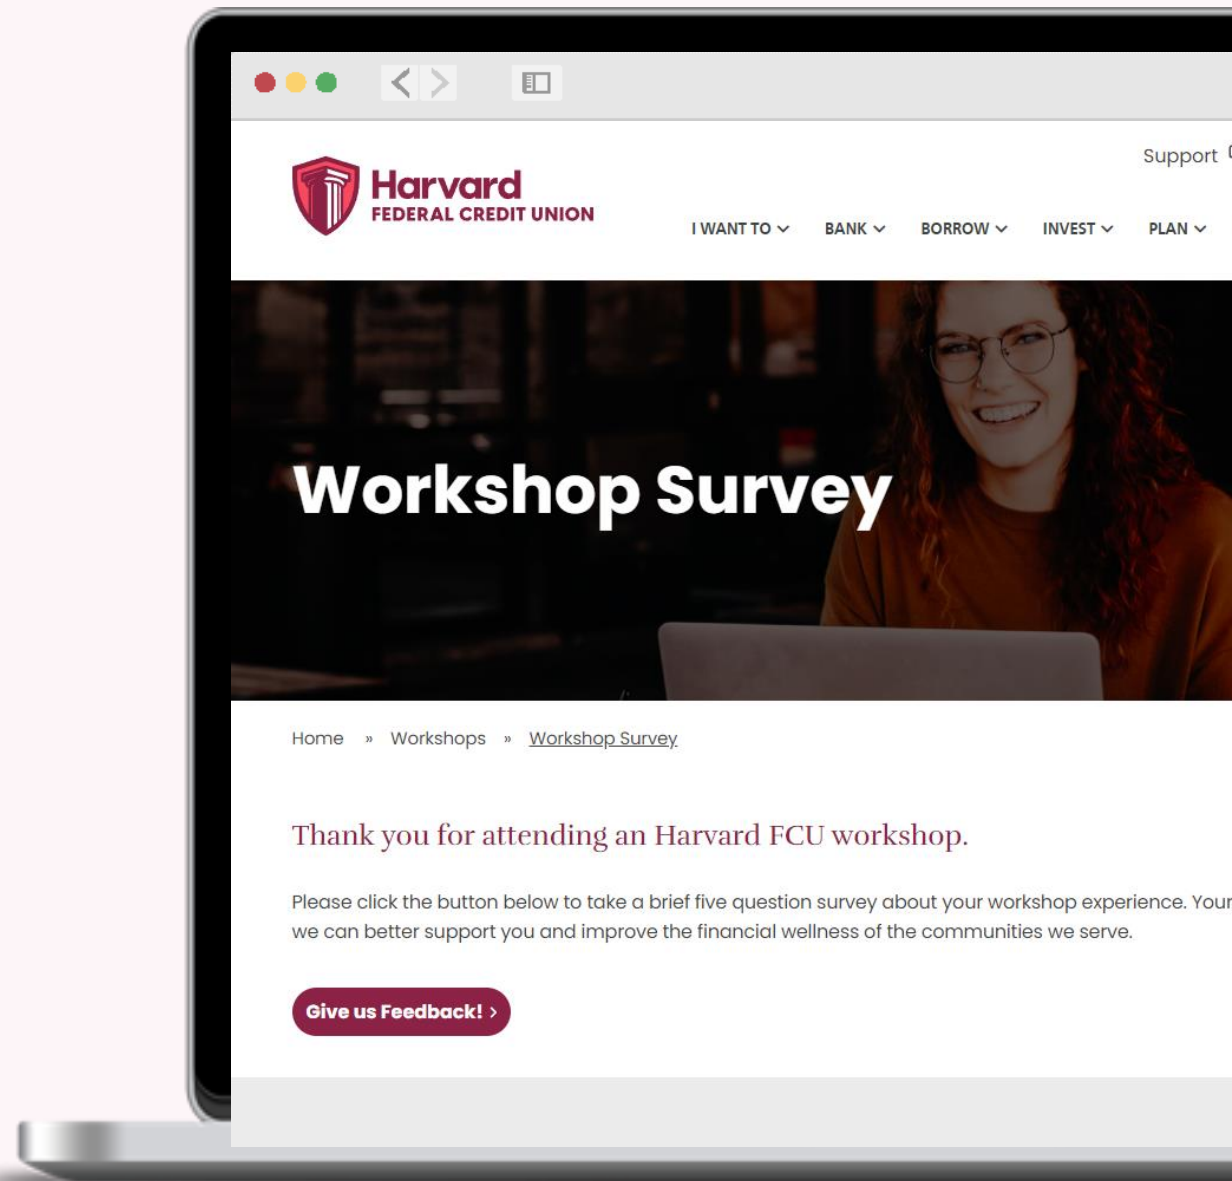 Support
Harvard
FEDERAL CREDIT UNION
I WANT TO BANK BORROW INVEST PLAN
Workshop Survey
Home » Workshops » Workshop Survey
Thank you for attending an Harvard FCU workshop.
Please click the button below to take a brief five question survey about your workshop experience. Your
we can better support you and improve the financial wellness of the communities we serve.
Give us Feedback! ›